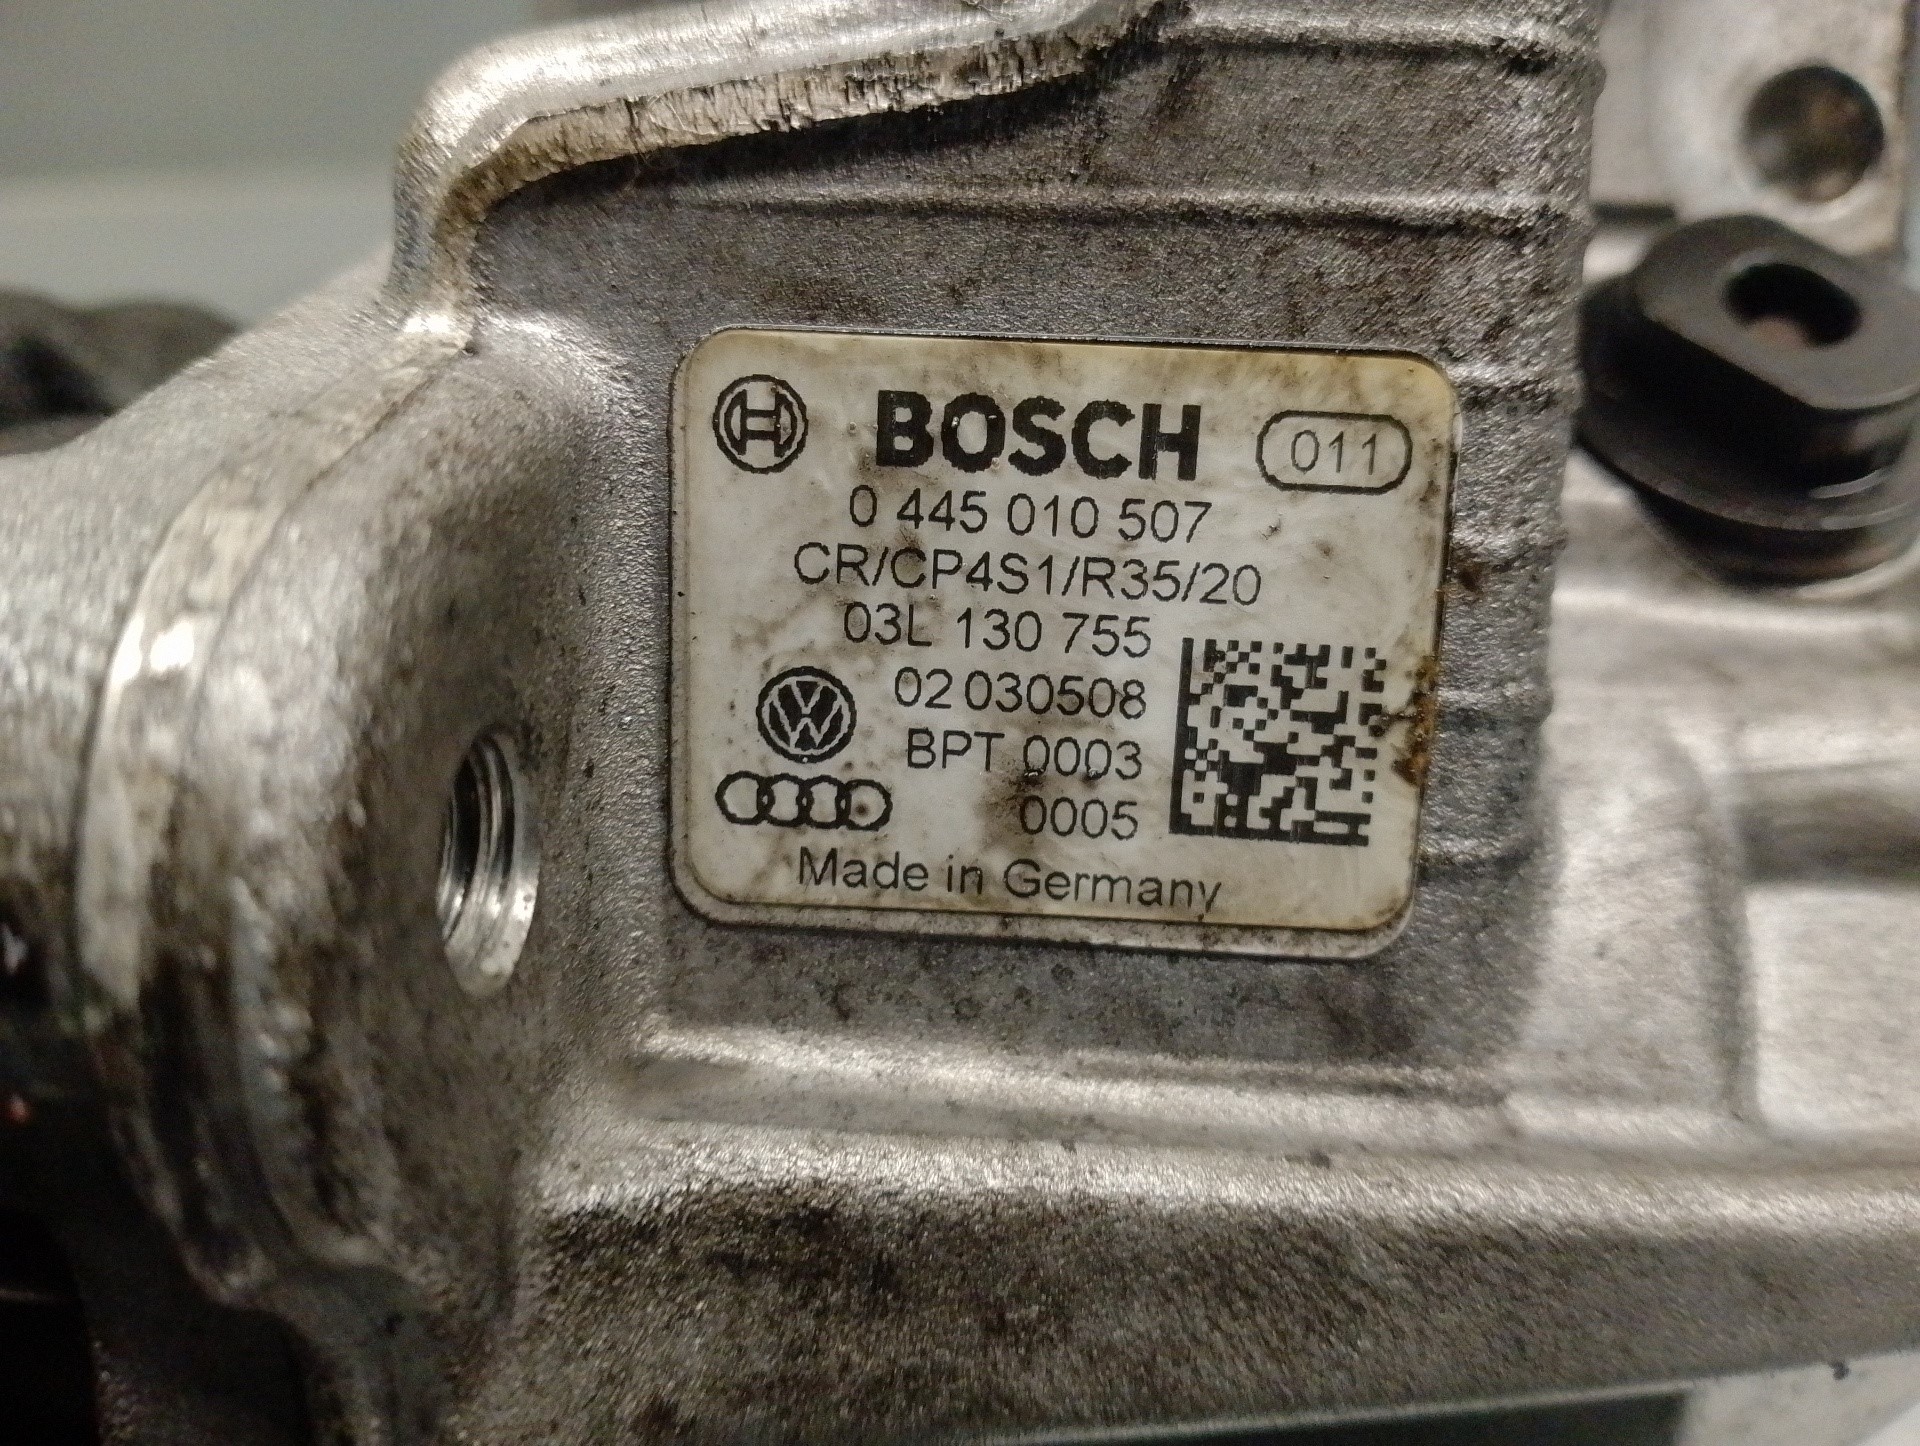 BOSCH 011
0 445 010 507
CR/CP4S1/R35/20
03L 130 755
02 030508
BPT 0003
0005
Made in Germany